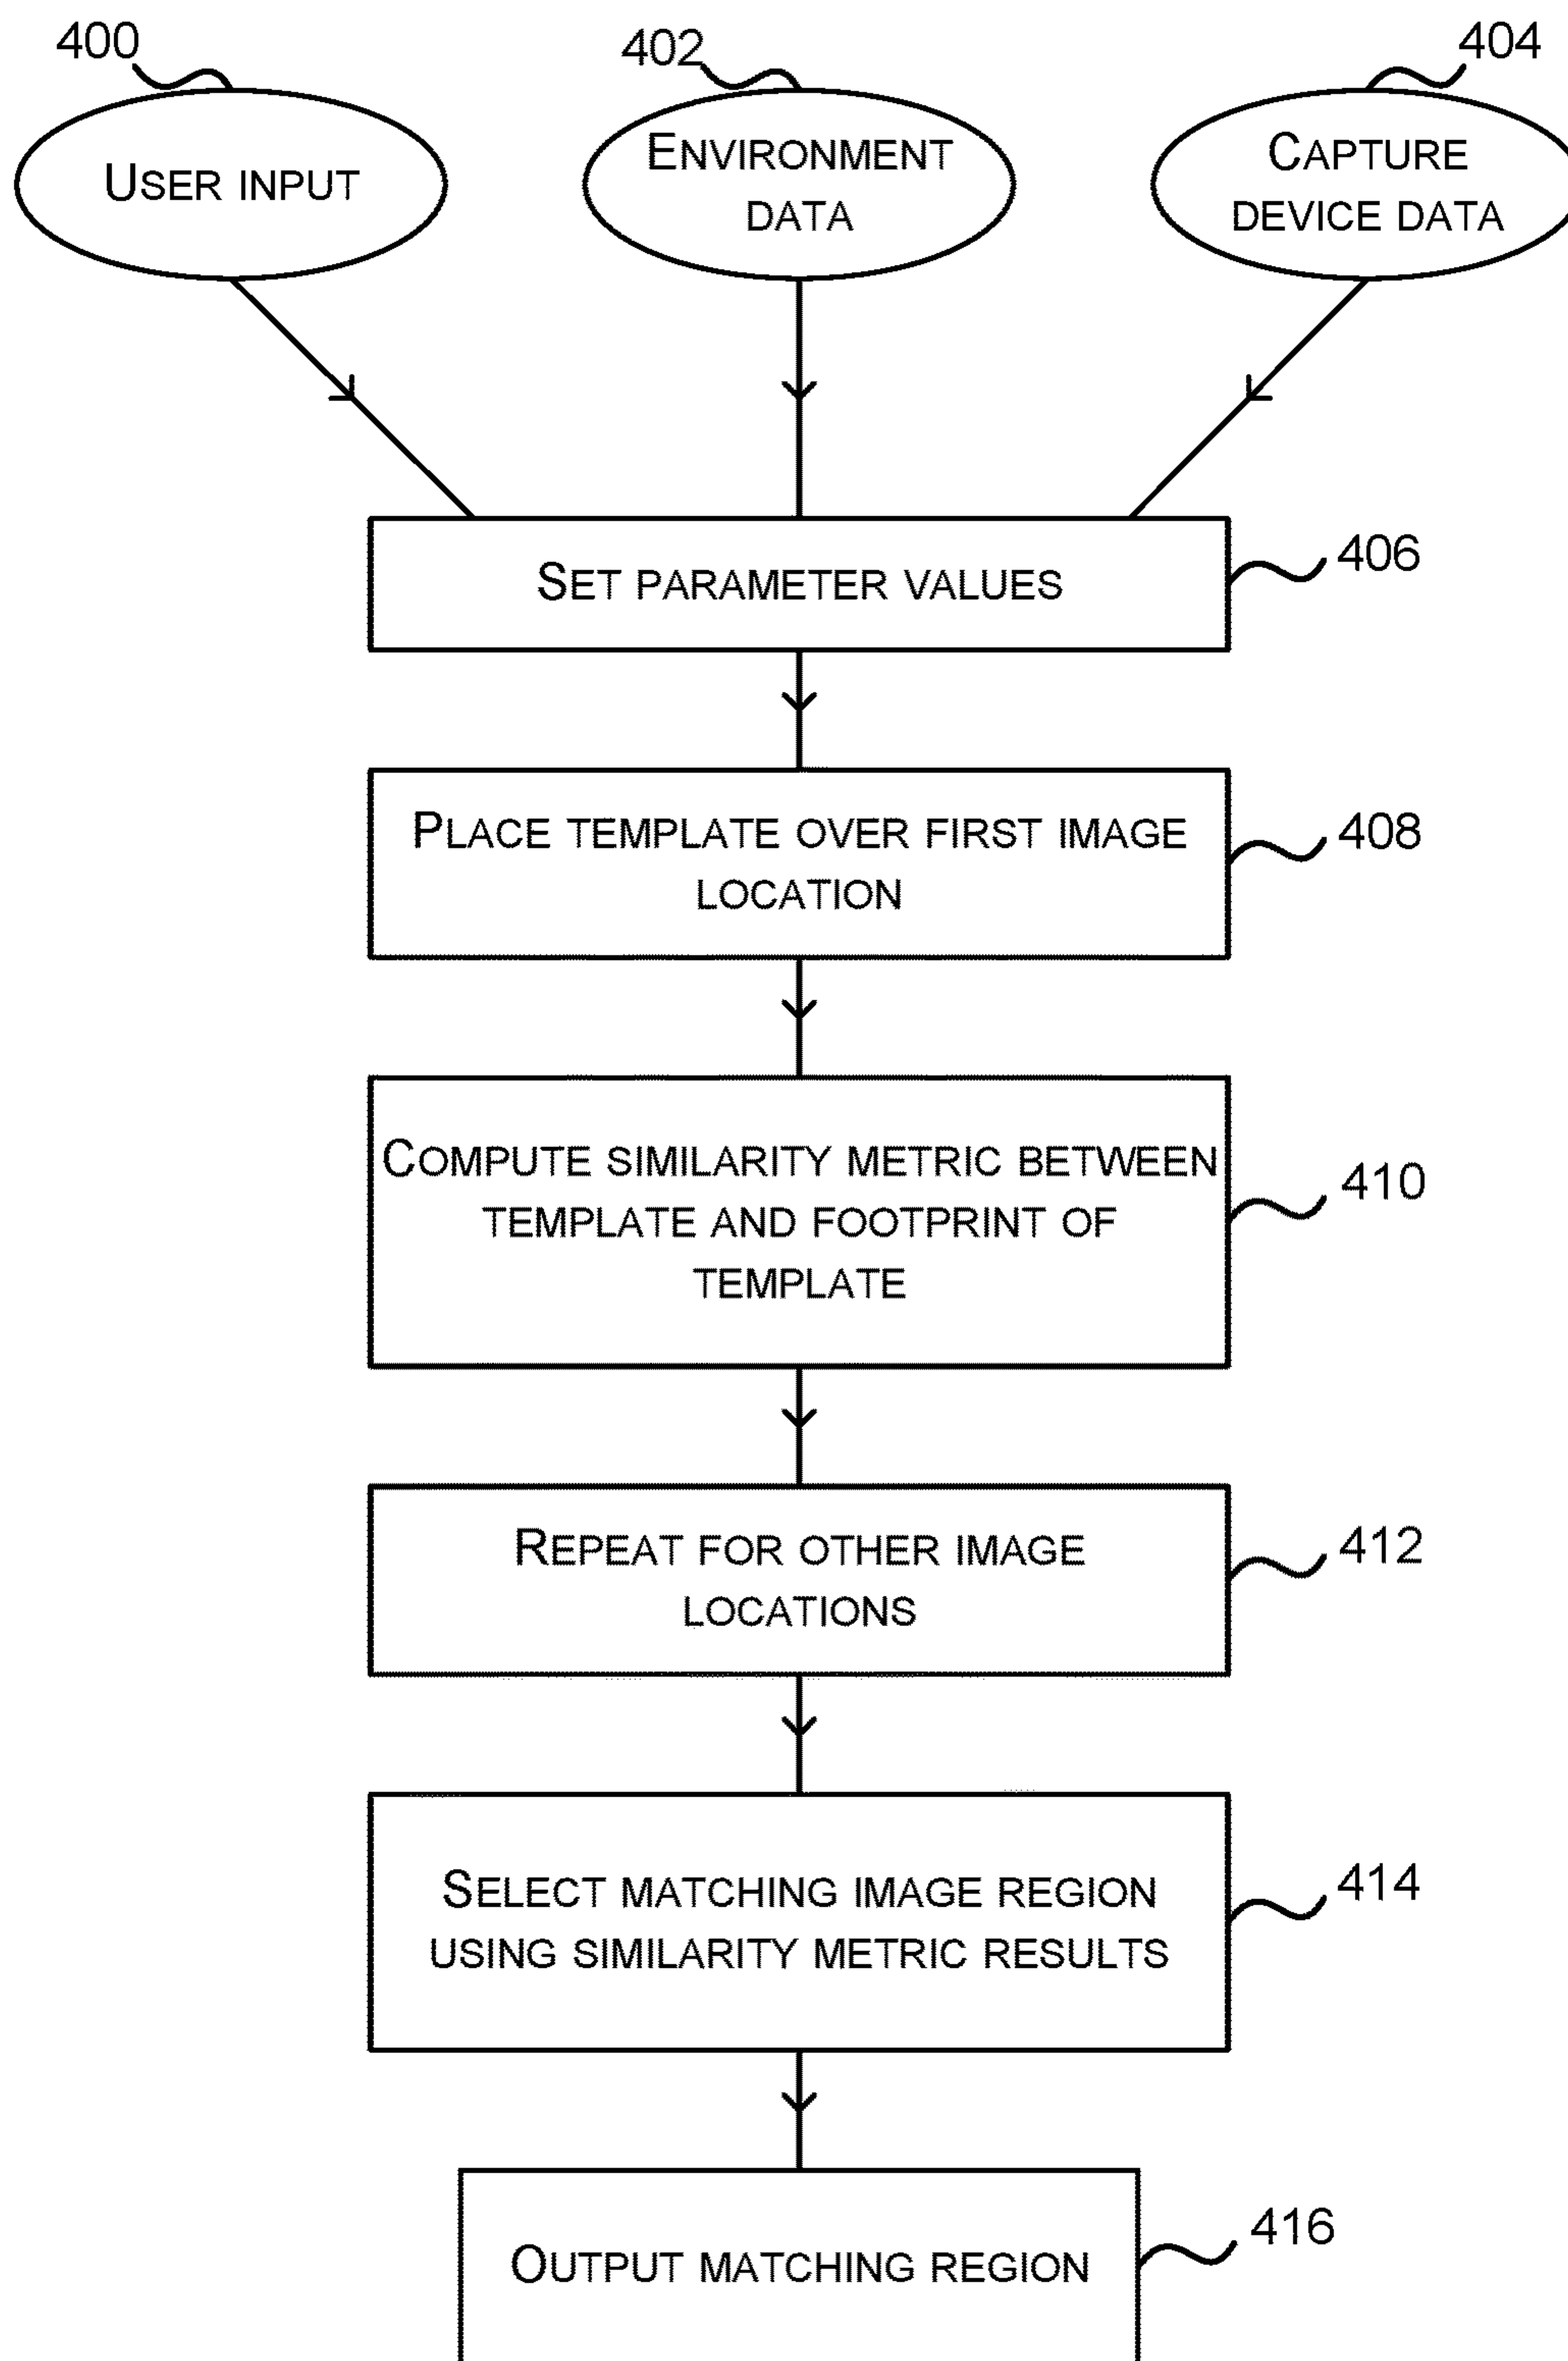 400
402
404
USER INPUT
ENVIRONMENT
DATA
CAPTURE
DEVICE DATA
SET PARAMETER VALUES
406
PLACE TEMPLATE OVER FIRST IMAGE
LOCATION
408
COMPUTE SIMILARITY METRIC BETWEEN
TEMPLATE AND FOOTPRINT OF
TEMPLATE
410
REPEAT FOR OTHER IMAGE
LOCATIONS
412
SELECT MATCHING IMAGE REGION
USING SIMILARITY METRIC RESULTS
414
OUTPUT MATCHING REGION
416